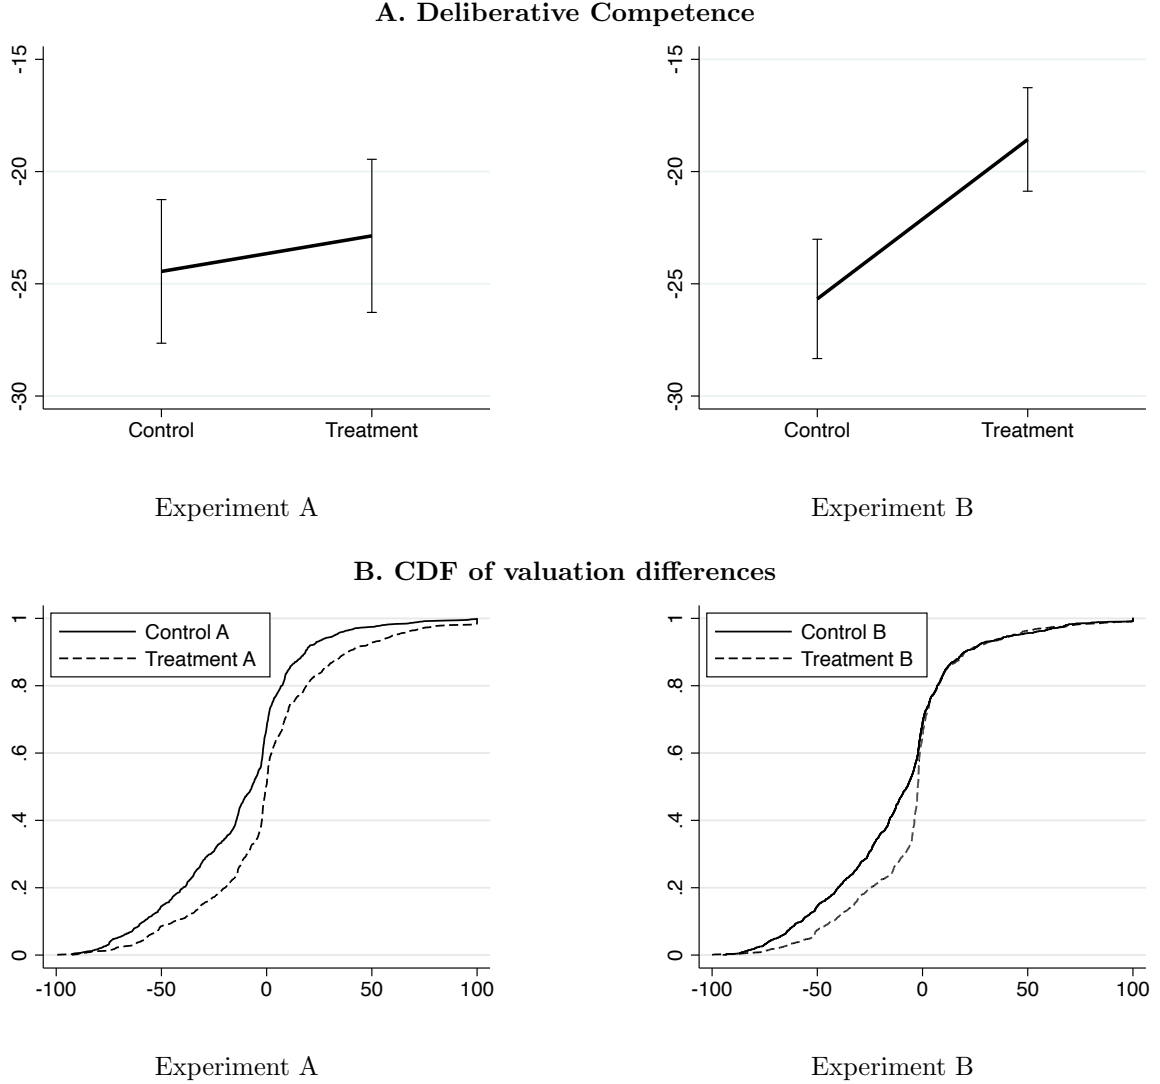 A. Deliberative Competence
-15
-20
-25
-30
Control Treatment
Experiment A
-15
-20
-25
-30
Control Treatment
Experiment B
B. CDF of valuation differences
Control A
Treatment A
1
.8
.6
.4
.2
0
-100 -50 0 50 100
Experiment A
Control B
Treatment B
1
.8
.6
.4
.2
0
-100 -50 0 50 100
Experiment B